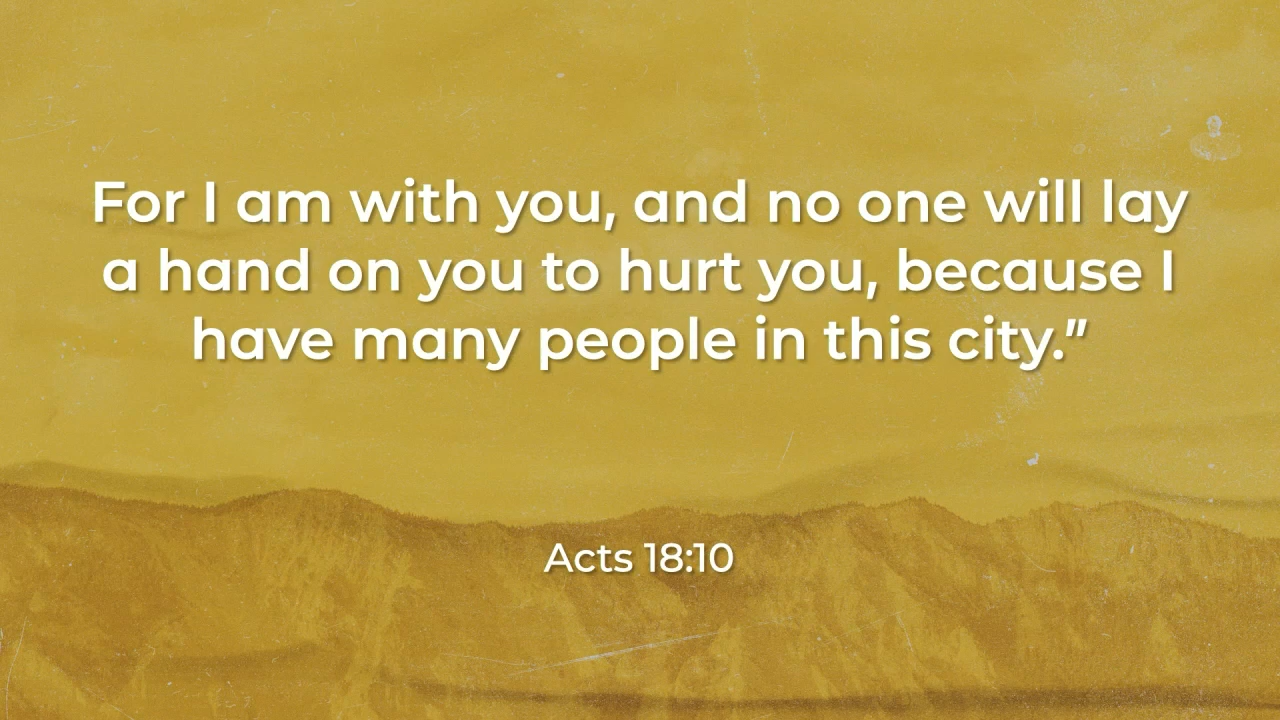 For I am with you, and no one will lay
a hand on you to hurt you, because I
have many people in this city.”
Acts 18:10